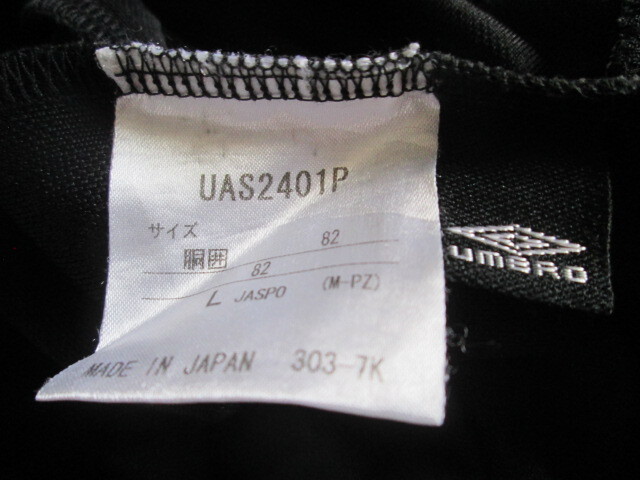 UAS2401P
サイズ
胴囲 82
82
L JASPO (M-PZ)
MADE IN JAPAN 303-7K
UMBRO